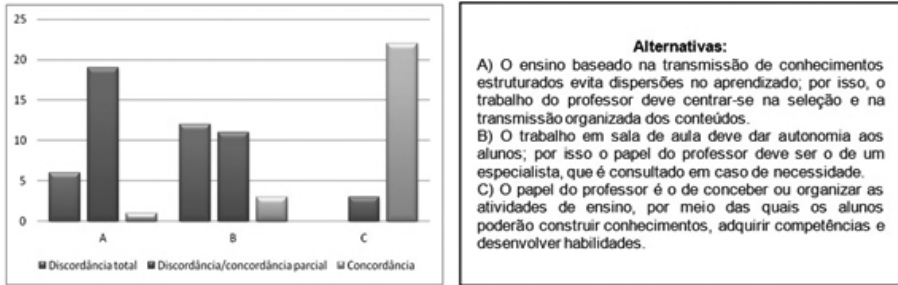 25
20
15
10
5
0
A
B
C
Discordância total
Discordância/concordância parcial
Concordância
Alternativas:
A) O ensino baseado na transmissão de conhecimentos
estruturados evita dispersões no aprendizado; por isso, o
trabalho do professor deve centrar-se na seleção e na
transmissão organizada dos conteúdos.
B) O trabalho em sala de aula deve dar autonomia aos
alunos; por isso o papel do professor deve ser o de um
especialista, que é consultado em caso de necessidade.
C) O papel do professor é o de conceber ou organizar as
atividades de ensino, por meio das quais os alunos
poderão construir conhecimentos, adquirir competências e
desenvolver habilidades.